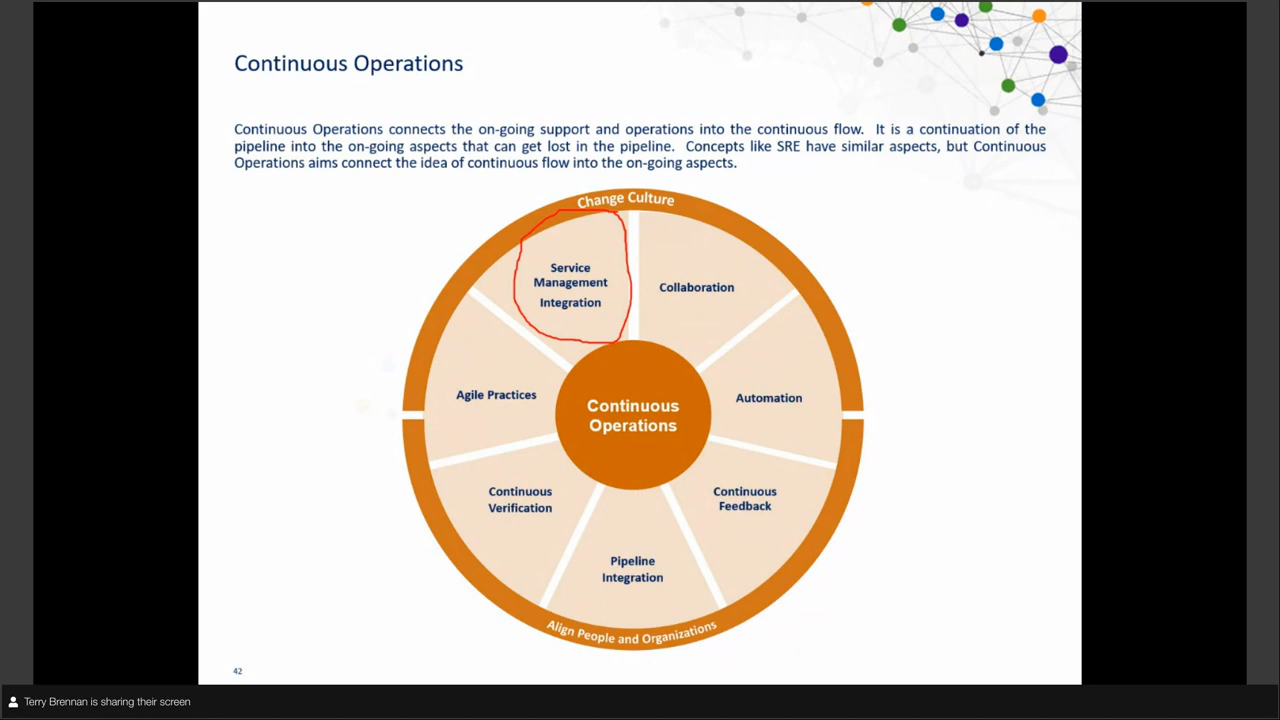 Continuous Operations
Continuous Operations connects the on-going support and operations into the continuous flow. It is a continuation of the
pipeline into the on-going aspects that can get lost in the pipeline. Concepts like SRE have similar aspects, but Continuous
Operations aims connect the idea of continuous flow into the on-going aspects.
Change Culture
Service
Management
Integration
Collaboration
Agile Practices
Continuous
Operations
Automation
Continuous
Verification
Continuous
Feedback
Pipeline
Integration
Align People and Organizations
42
Terry Brennan is sharing their screen